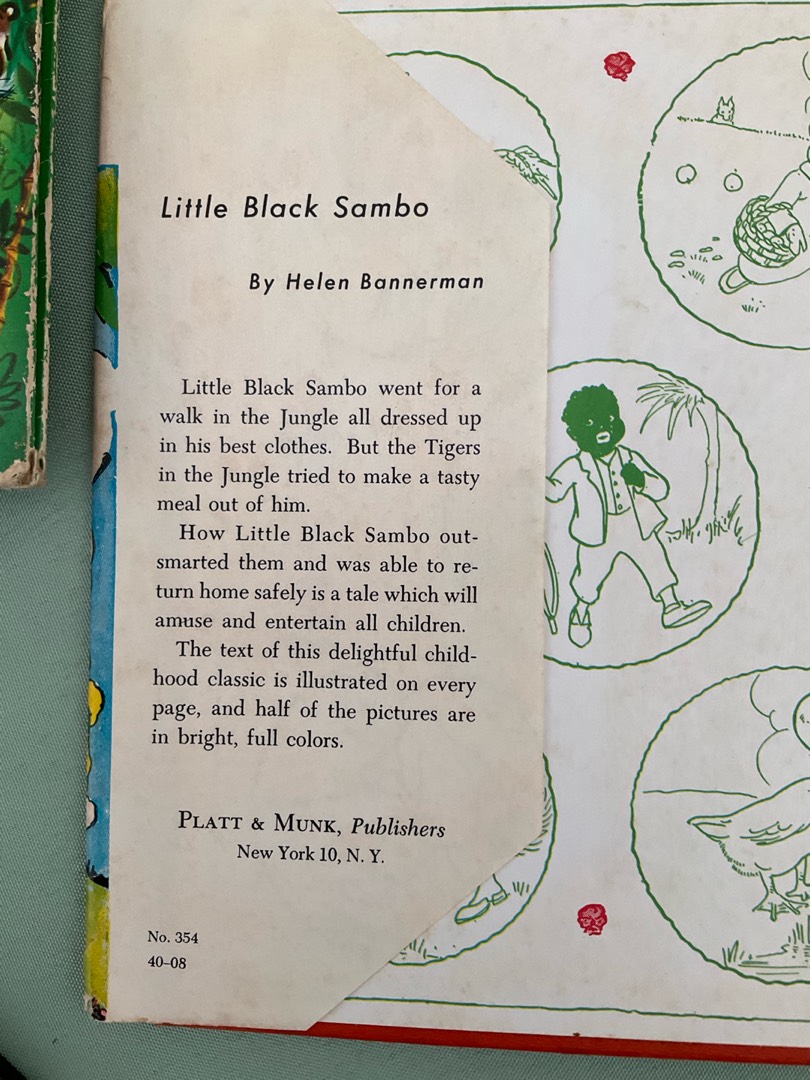 Little Black Sambo
By Helen Bannerman
Little Black Sambo went for a
walk in the Jungle all dressed up
in his best clothes. But the Tigers
in the Jungle tried to make a tasty
meal out of him.
How Little Black Sambo out-
smarted them and was able to re-
turn home safely is a tale which will
amuse and entertain all children.
The text of this delightful child-
hood classic is illustrated on every
page, and half of the pictures are
in bright, full colors.
PLATT & MUNK, Publishers
New York 10, N. Y.
No. 354
40-08